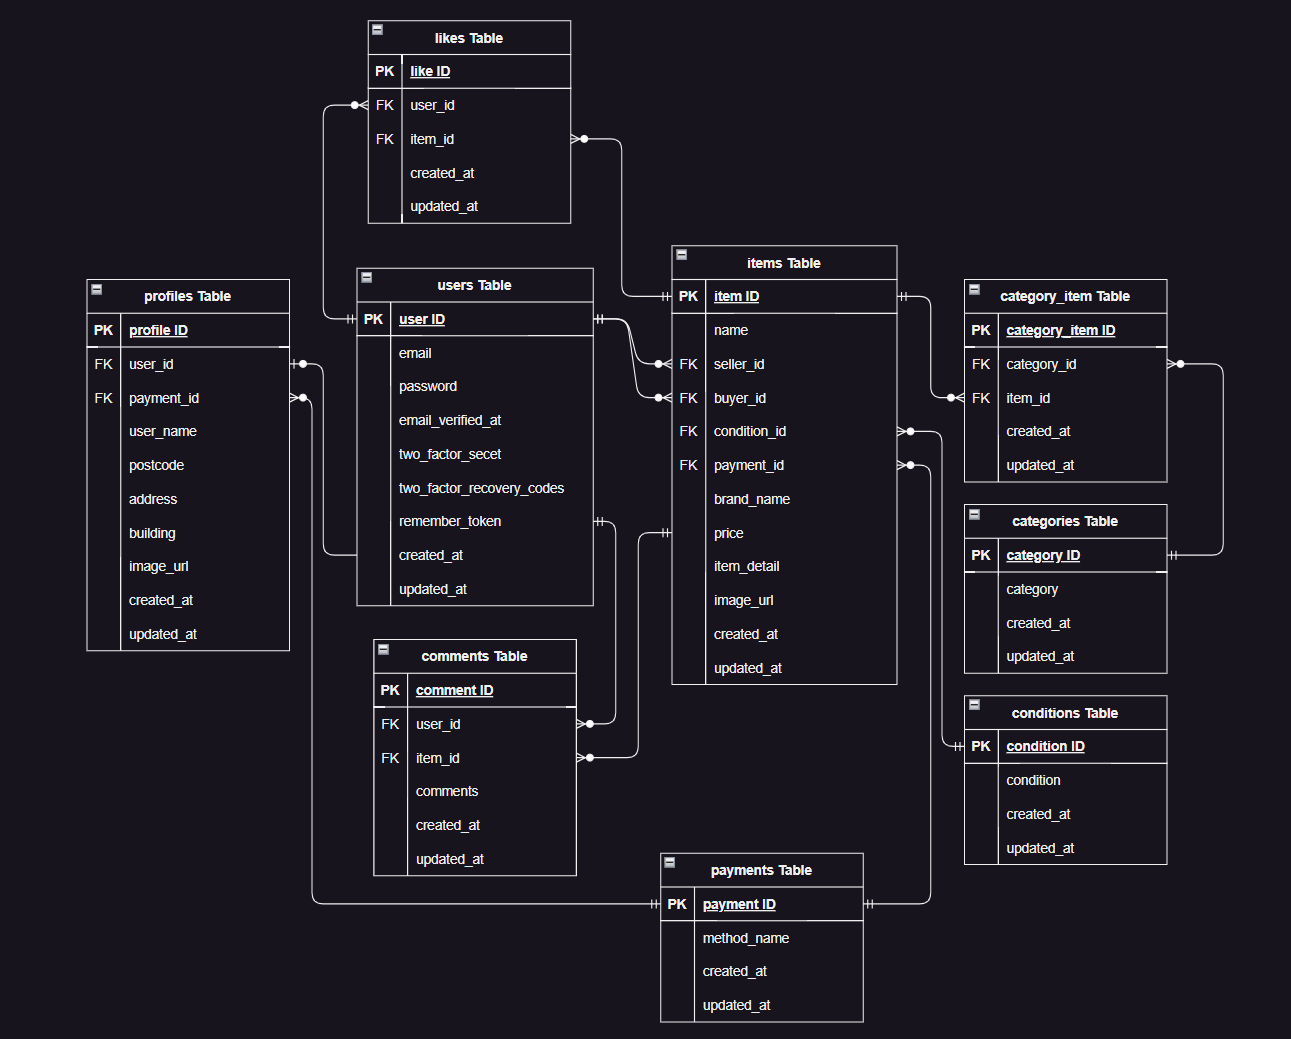 likes Table
PK like ID
FK user_id
FK item_id
created_at
updated_at
profiles Table
PK profile ID
FK user_id
FK payment_id
user_name
postcode
address
building
image_url
created_at
updated_at
users Table
PK user ID
email
password
email_verified_at
two_factor_secet
two_factor_recovery_codes
remember_token
created_at
updated_at
items Table
PK item ID
name
FK seller_id
FK buyer_id
FK condition_id
FK payment_id
brand_name
price
item_detail
image_url
created_at
updated_at
category_item Table
PK category_item ID
FK category_id
FK item_id
created_at
updated_at
categories Table
PK category ID
category
created_at
updated_at
comments Table
PK comment ID
FK user_id
FK item_id
comments
created_at
updated_at
conditions Table
PK condition ID
condition
created_at
updated_at
payments Table
PK payment ID
method_name
created_at
updated_at